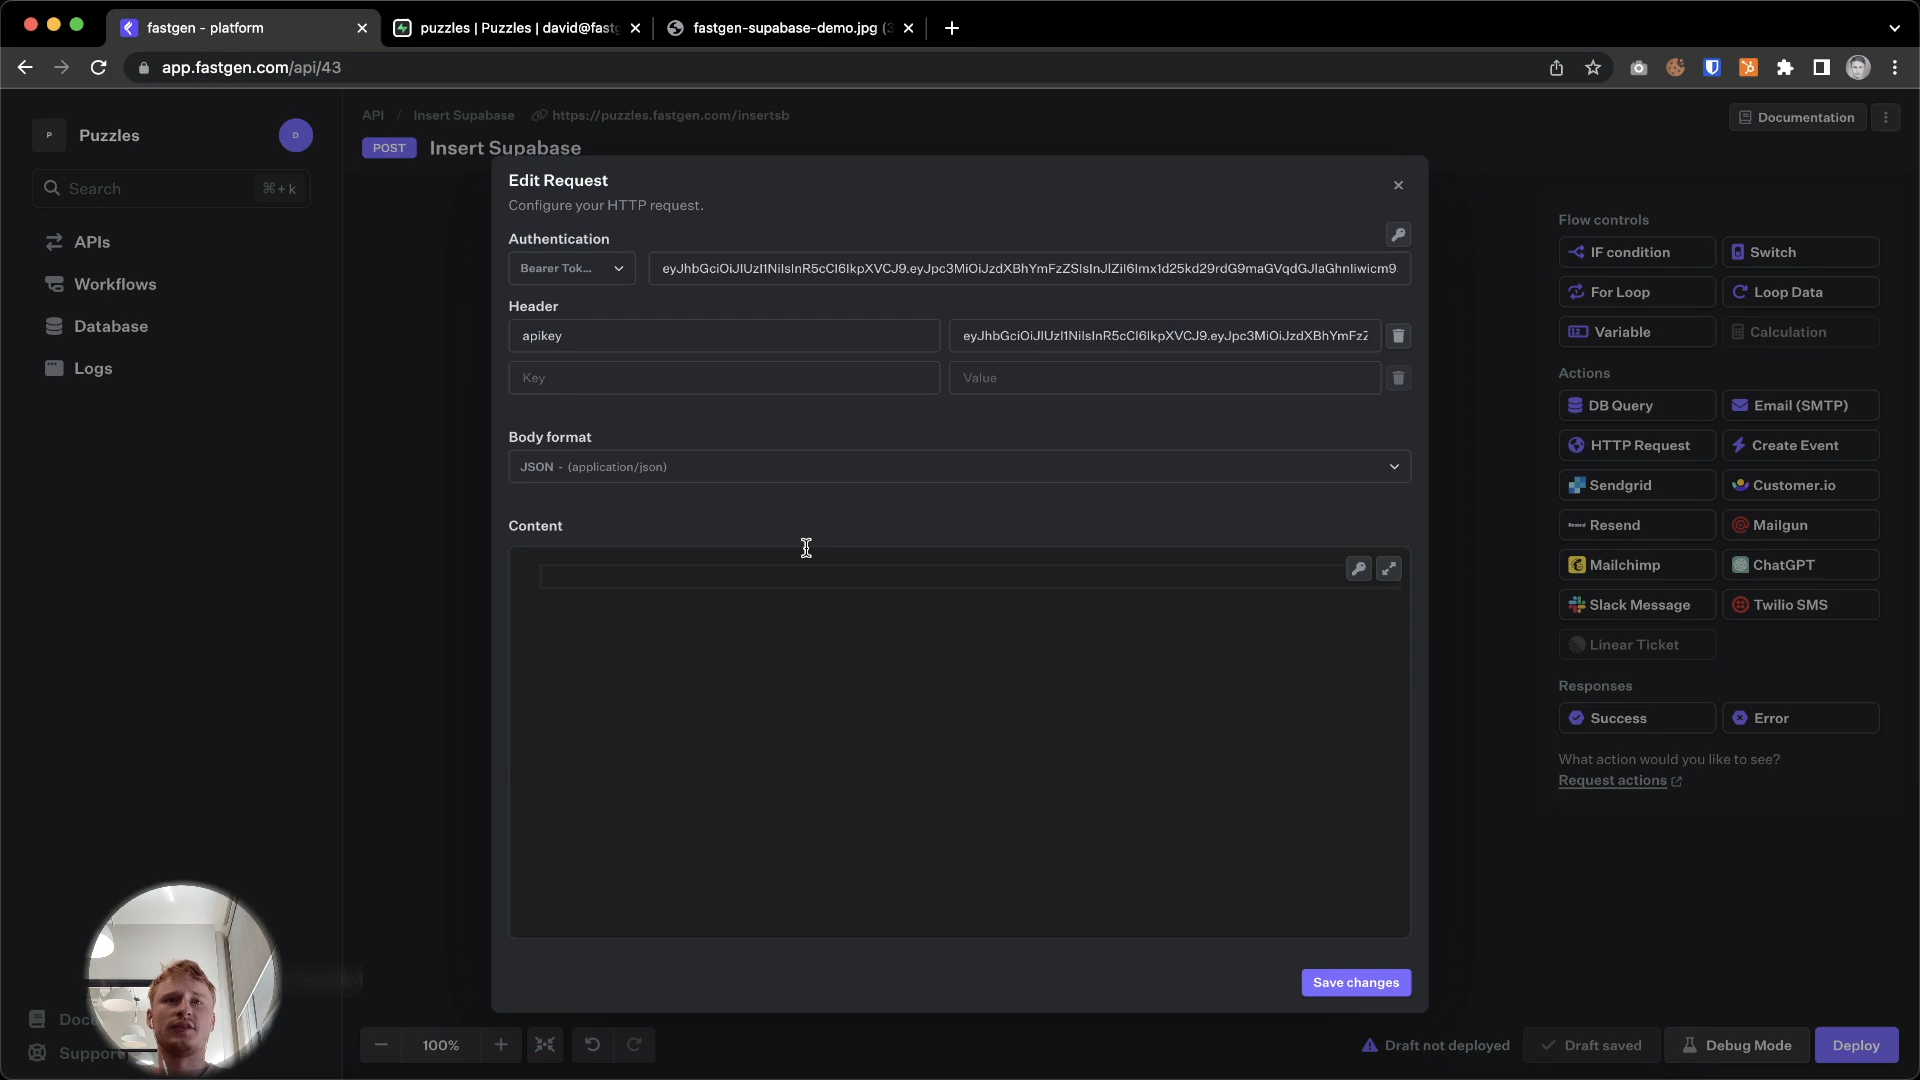 fastgen - platform
puzzles | Puzzles | david@fastg
fastgen-supabase-demo.jpg (3
app.fastgen.com/api/43
P
Puzzles
D
Search
⌘+k
APIs
Workflows
Database
Logs
Support
API / Insert Supabase
https://puzzles.fastgen.com/insertsb
POST
Insert Supabase
Documentation
Edit Request
Configure your HTTP request.
Authentication
Bearer Tok...
Header
apikey
Key
Value
Body format
JSON - (application/json)
Content
Save changes
Flow controls
IF condition
Switch
For Loop
Loop Data
Variable
Calculation
Actions
DB Query
Email (SMTP)
HTTP Request
Create Event
Sendgrid
Customer.io
Resend
Mailgun
Mailchimp
ChatGPT
Slack Message
Twilio SMS
Linear Ticket
Responses
Success
Error
What action would you like to see?
Request actions
100%
Draft not deployed
Draft saved
Debug Mode
Deploy